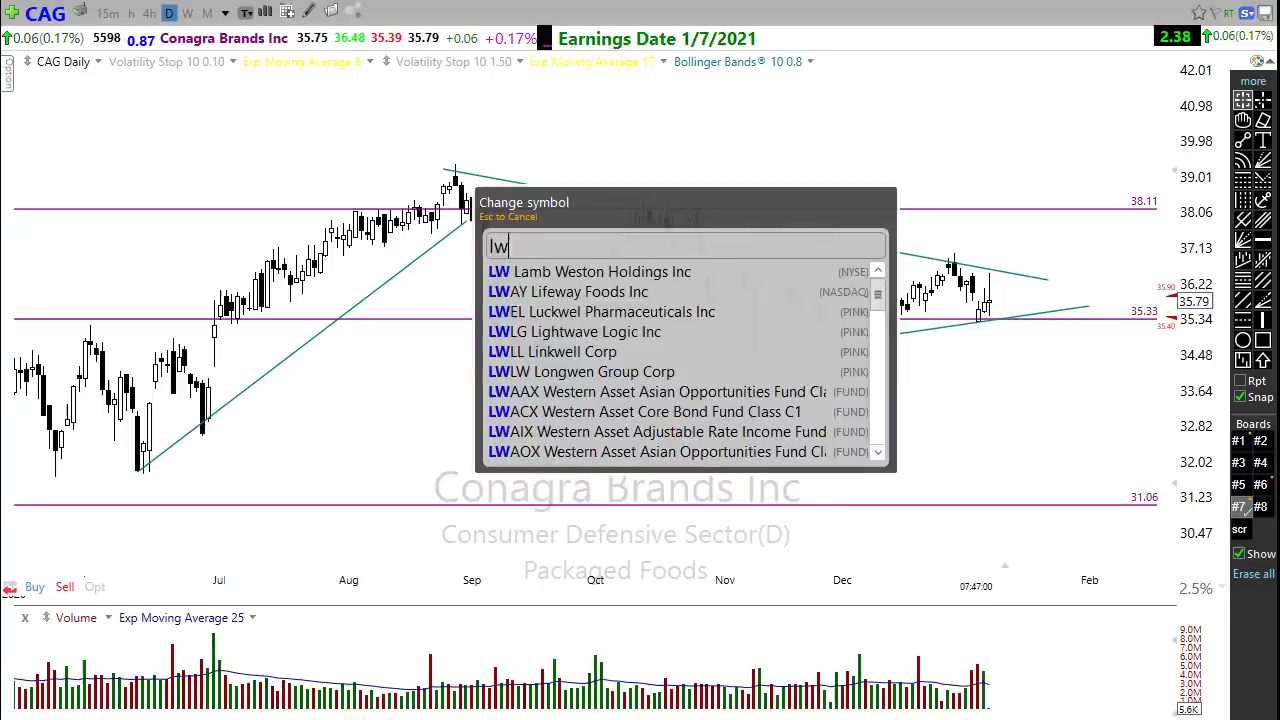 CAG Change symbol 15m h 4h D W M T
0.06(0.17%) 5598 0.87 Conagra Brands Inc 35.75 36.48 35.39 35.79 +0.06 +0.17% Earnings Date 1/7/2021 2.38 0.06(0.17%)
RT
Option
CAG Daily Volatility Stop 10 0.10 Exp Moving Average 8 Volatility Stop 10 1.50 Exp Moving Average 17 Bollinger Bands® 10 0.8
42.01
40.98
39.98
39.01
38.11
38.06
37.13
36.22
35.90
35.79
35.33
35.34
35.40
34.48
33.64
32.82
32.02
31.06
31.23
30.47
2.5%
Change symbol
Esc to Cancel
lw
LW Lamb Weston Holdings Inc (NYSE)
LWAY Lifeway Foods Inc (NASDAQ)
LWEL Luckwel Pharmaceuticals Inc (PINK)
LWLG Lightwave Logic Inc (PINK)
LWLL Linkwell Corp (PINK)
LWLW Longwen Group Corp (PINK)
LWAAX Western Asset Asian Opportunities Fund Cla (FUND)
LWACX Western Asset Core Bond Fund Class C1 (FUND)
LWAIX Western Asset Adjustable Rate Income Fund (FUND)
LWAOX Western Asset Asian Opportunities Fund Cla (FUND)
Conagra Brands Inc
Consumer Defensive Sector(D)
Packaged Foods
Jul Aug Sep Oct Nov Dec 07:47:00 Feb
Buy Sell Opt
x Volume Exp Moving Average 25
9.0M
8.0M
7.0M
6.0M
5.0M
4.0M
3.0M
2.0M
5.6K
more
Rpt
Snap
Boards
#1 #2
#3 #4
#5 #6
#7 #8
scr
Show
Erase all